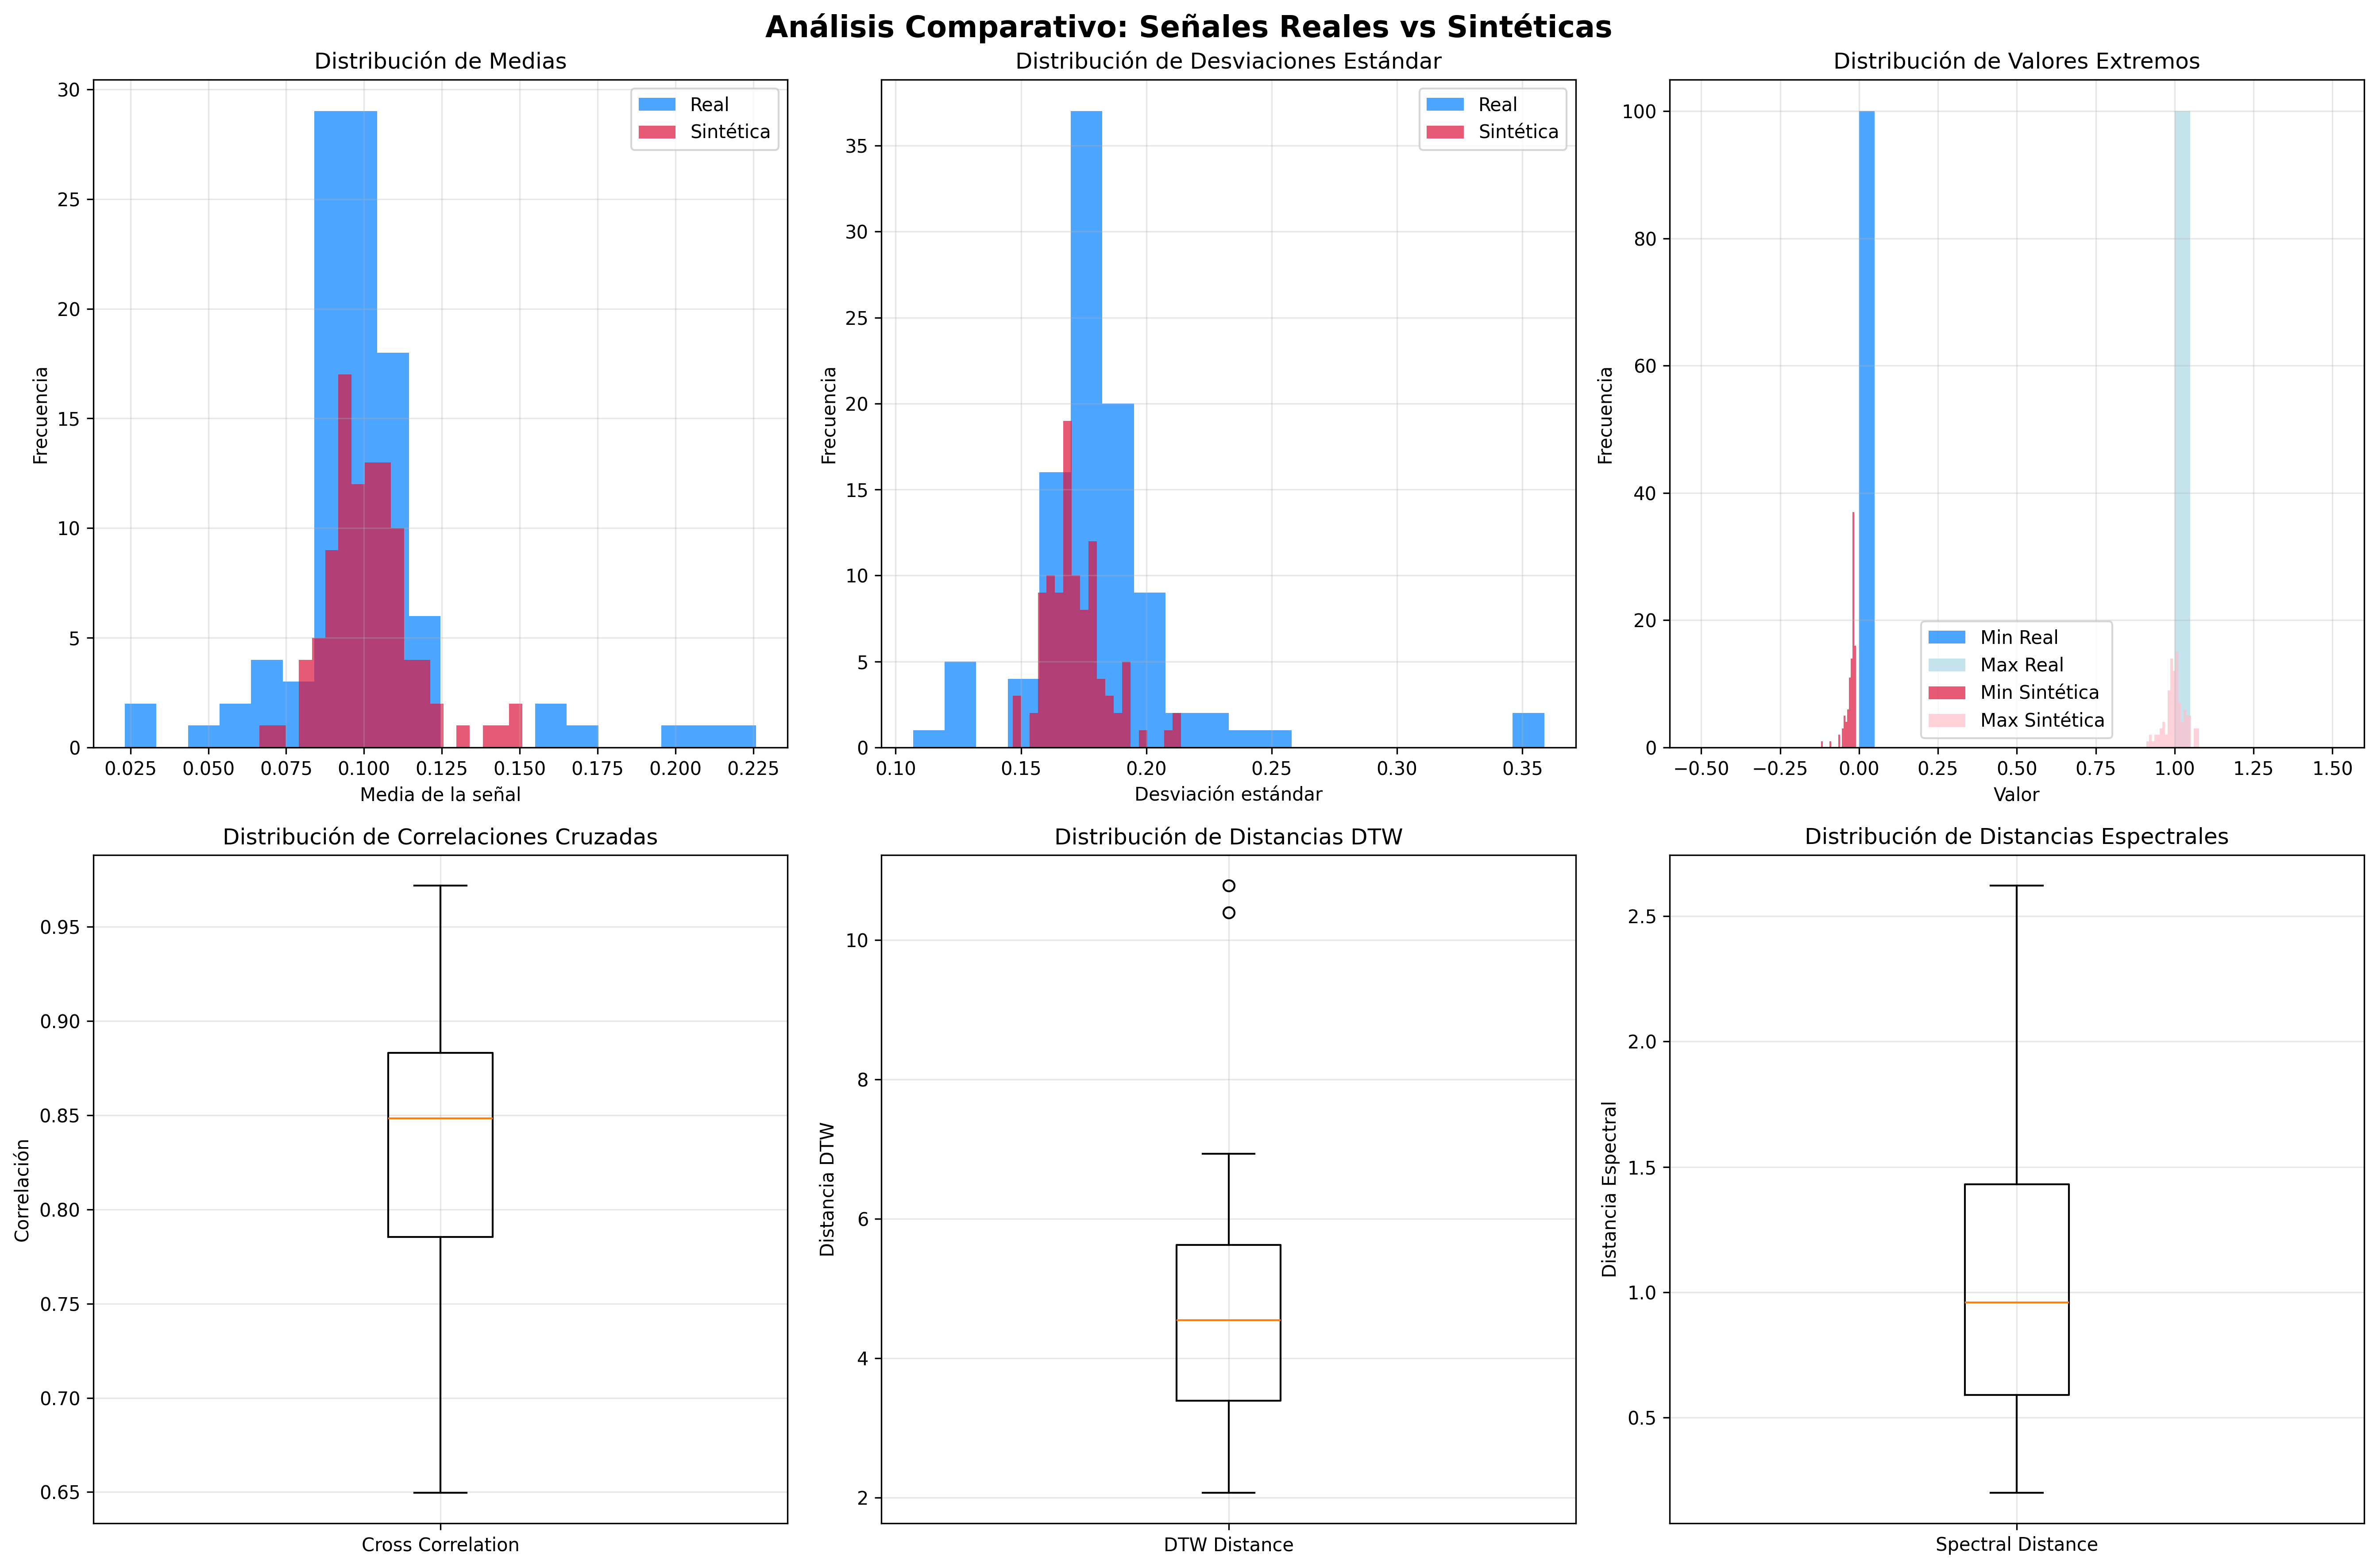 Análisis Comparativo: Señales Reales vs Sintéticas
Distribución de Medias
30
25
20
15
10
5
0
Frecuencia
Real
Sintética
0.025 0.050 0.075 0.100 0.125 0.150 0.175 0.200 0.225
Media de la señal
Distribución de Desviaciones Estándar
35
30
25
20
15
10
5
0
Frecuencia
Real
Sintética
0.10 0.15 0.20 0.25 0.30 0.35
Desviación estándar
Distribución de Valores Extremos
100
80
60
40
20
0
Frecuencia
Min Real
Max Real
Min Sintética
Max Sintética
−0.50 −0.25 0.00 0.25 0.50 0.75 1.00 1.25 1.50
Valor
Distribución de Correlaciones Cruzadas
0.95
0.90
0.85
0.80
0.75
0.70
0.65
Correlación
Cross Correlation
Distribución de Distancias DTW
10
8
6
4
2
Distancia DTW
DTW Distance
Distribución de Distancias Espectrales
2.5
2.0
1.5
1.0
0.5
Distancia Espectral
Spectral Distance